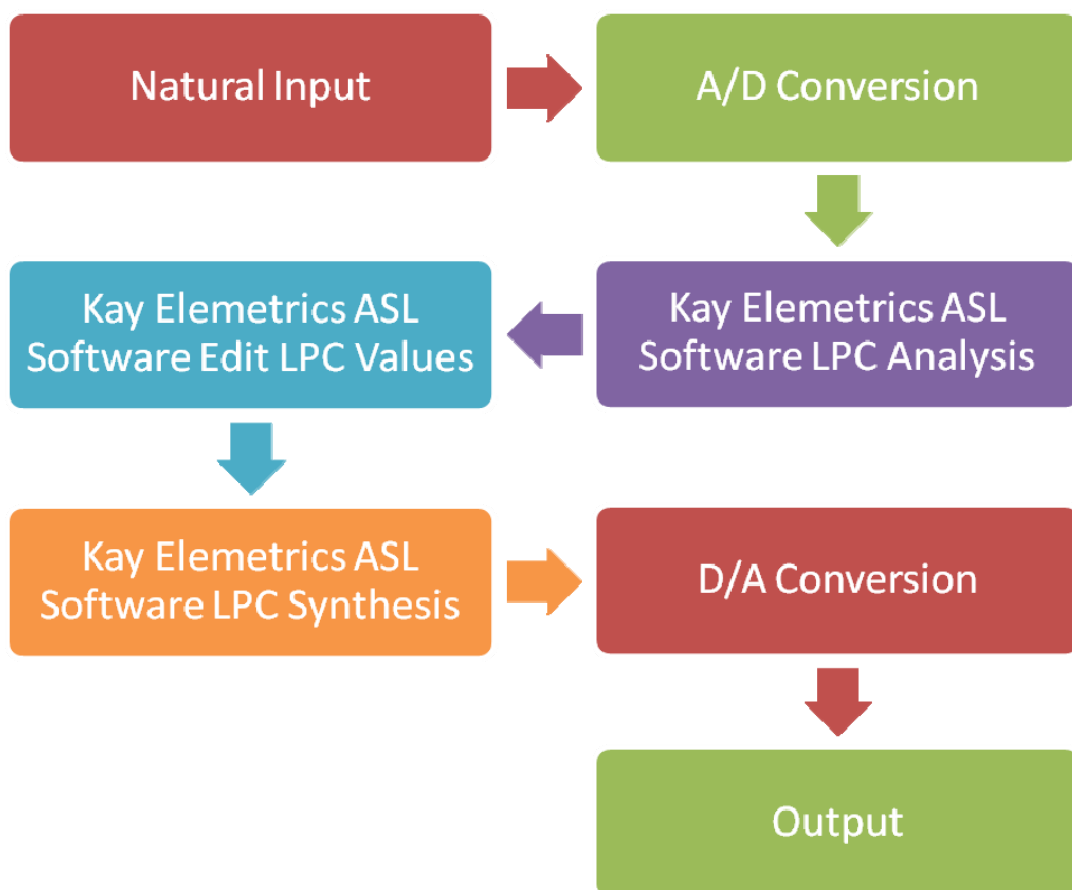 Natural Input
A/D Conversion
Kay Elemetrics ASL
Software LPC Analysis
Kay Elemetrics ASL
Software Edit LPC Values
Kay Elemetrics ASL
Software LPC Synthesis
D/A Conversion
Output